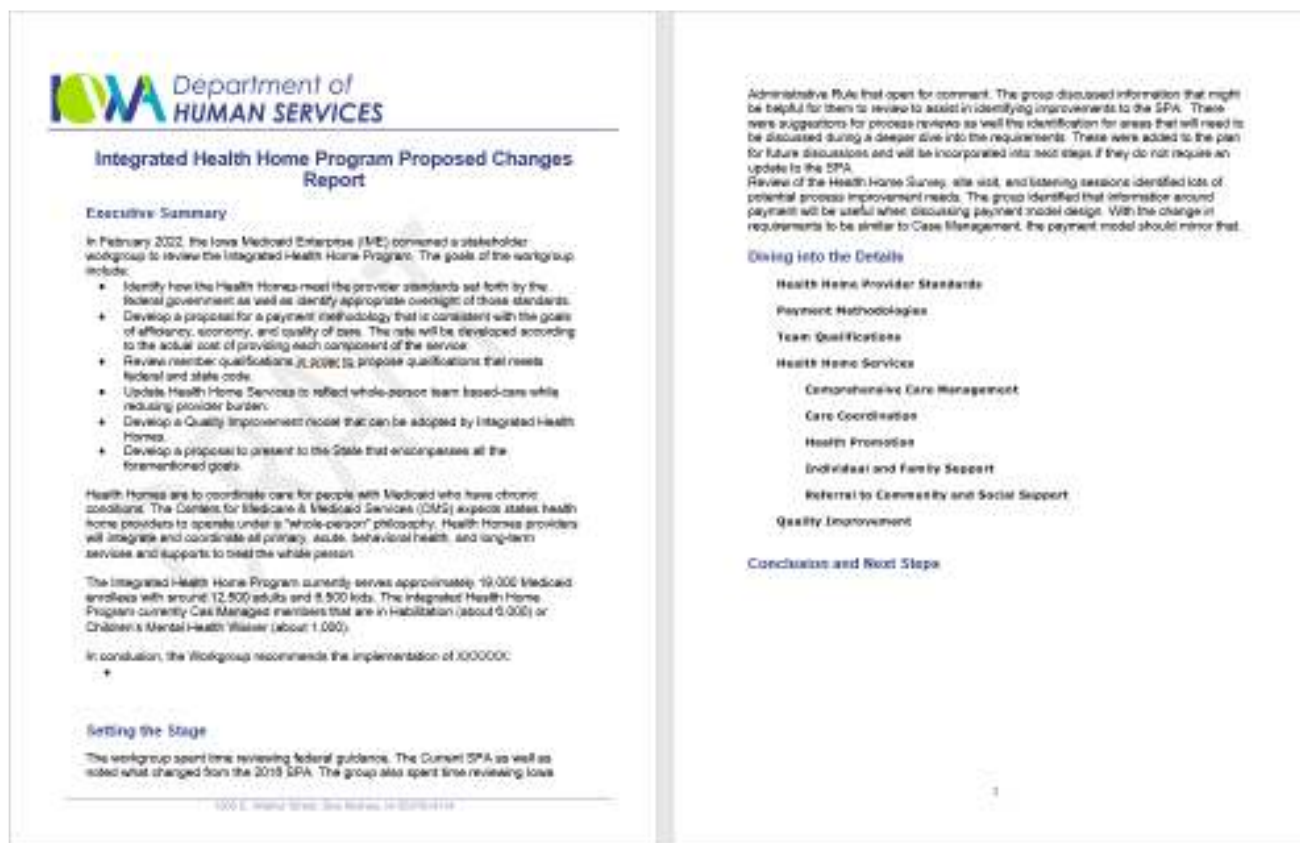 IOWA Department of
HUMAN SERVICES
Integrated Health Home Program Proposed Changes
Report
Executive Summary
In February 2022, the Iowa Medicaid Enterprise (IME) convened a stakeholder
workgroup to review the Integrated Health Home Program. The goals of the workgroup
include:
• Identify how the Health Homes meet the provider standards set forth by the
federal government as well as identify appropriate oversight of those standards.
• Develop a proposal for a payment methodology that is consistent with the goals
of efficiency, economy, and quality of care. The rate will be developed according
to the actual cost of providing each component of the service.
• Review member qualifications in order to propose qualifications that meets
federal and state code.
• Update Health Home Services to reflect whole-person team based-care while
reducing provider burden.
• Develop a Quality Improvement model that can be adopted by Integrated Health
Homes.
• Develop a proposal to present to the State that encompasses all the
forementioned goals.
Health Homes are to coordinate care for people with Medicaid who have chronic
conditions. The Centers for Medicare & Medicaid Services (CMS) expects states health
home providers to operate under a "whole-person" philosophy. Health Homes providers
will integrate and coordinate all primary, acute, behavioral health, and long-term
services and supports to treat the whole person.
The Integrated Health Home Program currently serves approximately 19,000 Medicaid
enrollees with around 12,500 adults and 6,500 kids. The Integrated Health Home
Program currently Cas Managed members that are in Habilitation (about 6,000) or
Children's Mental Health Waiver (about 1,000).
In conclusion, the Workgroup recommends the implementation of XXXXXX:
•
Setting the Stage
The workgroup spent time reviewing federal guidance, The Current SPA as well as
noted what changed from the 2016 SPA. The group also spent time reviewing Iowa
Administrative Rule that open for comment. The group discussed information that might
be helpful for them to review to assist in identifying improvements to the SPA. There
were suggestions for process reviews as well the identification for areas that will need to
be discussed during a deeper dive into the requirements. These were added to the plan
for future discussions and will be incorporated into next steps if they do not require an
update to the SPA.
Review of the Health Home Survey, site visit, and listening sessions identified lots of
potential process improvement needs. The group identified that information around
payment will be useful when discussing payment model design. With the change in
requirements to be similar to Case Management, the payment model should mirror that.
Diving into the Details
Health Home Provider Standards
Payment Methodologies
Team Qualifications
Health Home Services
Comprehensive Care Management
Care Coordination
Health Promotion
Individual and Family Support
Referral to Community and Social Support
Quality Improvement
Conclusion and Next Steps
DRAFT